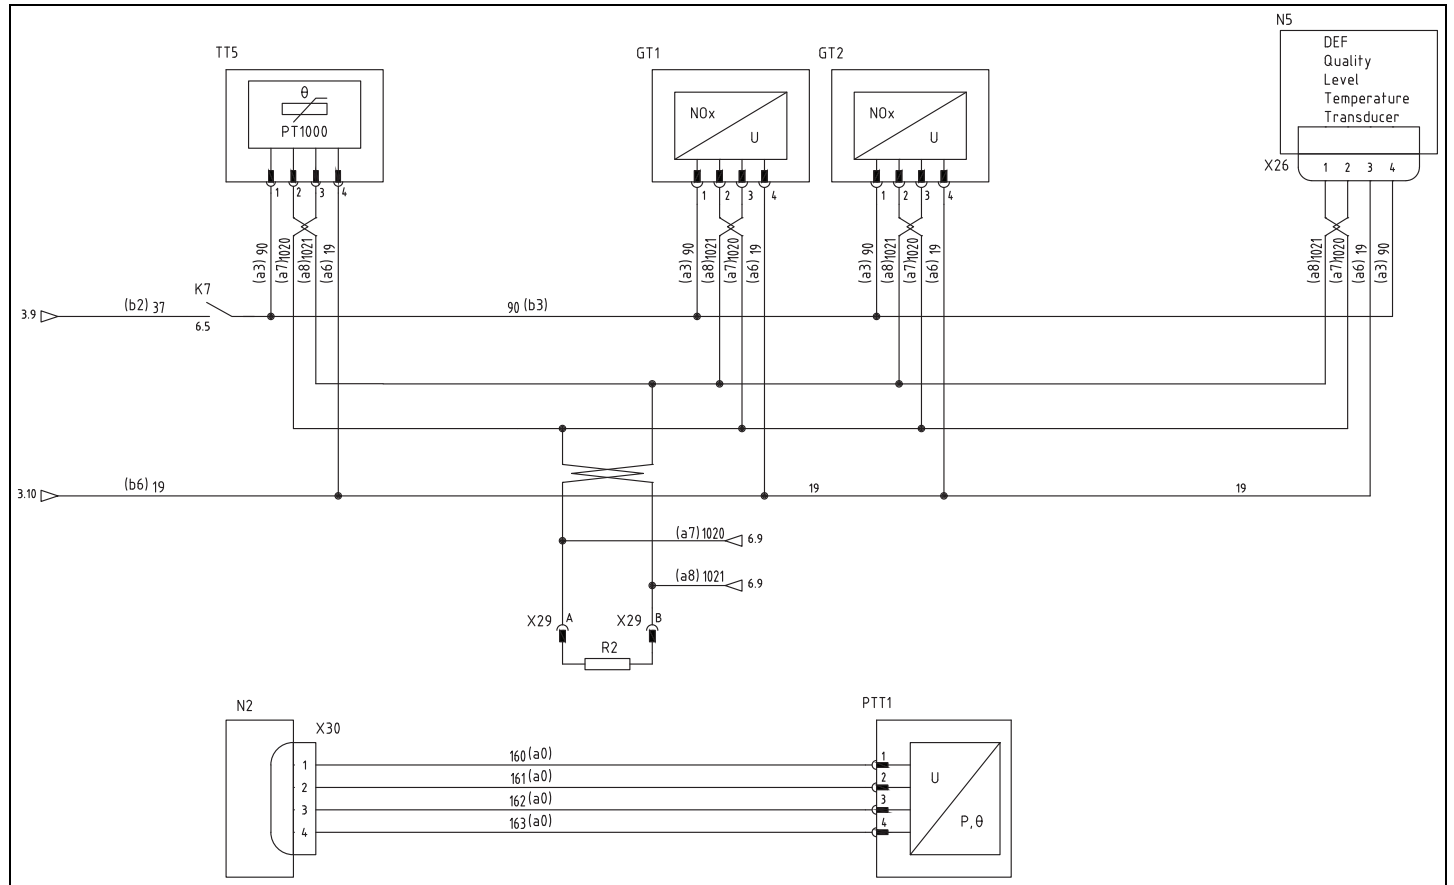 N5
DEF
Quality
Level
Temperature
Transducer
X26
1 2 3 4
(a8)1021
(a7)1020
(a6) 19
(a3) 90
TT5
θ
PT1000
1 2 3 4
(a3) 90
(a7)1020
(a8)1021
(a6) 19
GT1
NOx
U
1 2 3 4
(a3) 90
(a8)1021
(a7)1020
(a6) 19
GT2
NOx
U
1 2 3 4
(a3) 90
(a8)1021
(a7)1020
(a6) 19
3.9
(b2) 37
K7
6.5
90 (b3)
3.10
(b6) 19
19
19
(a7)1020 6.9
(a8)1021 6.9
X29 A
X29 B
R2
N2
X30
1
2
3
4
160(a0)
161(a0)
162(a0)
163(a0)
PTT1
1
2
3
4
U
P,θ